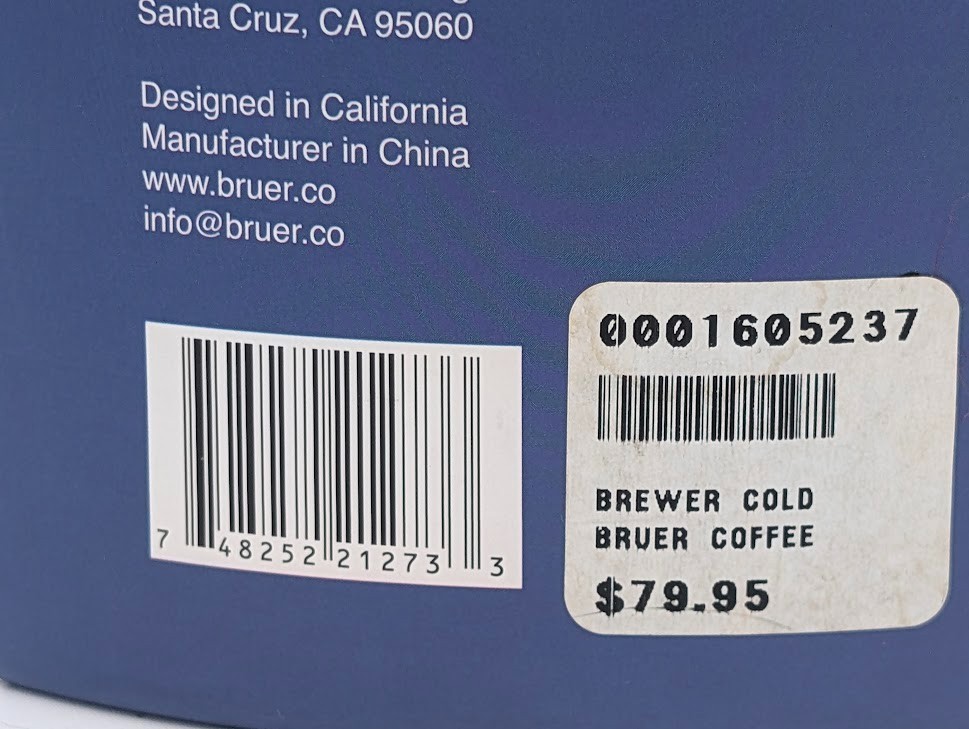 Santa Cruz, CA 95060
Designed in California
Manufacturer in China
www.bruer.co
info@bruer.co
7 48252 21273 3
0001605237
BREWER COLD
BRUER COFFEE
$79.95